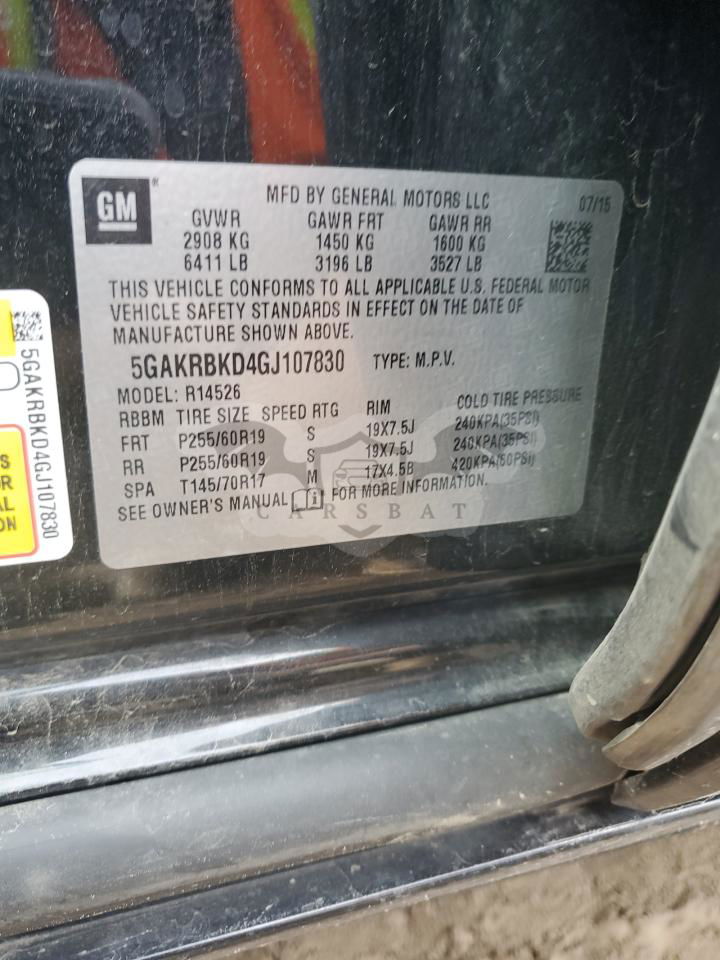 GM
®
MFD BY GENERAL MOTORS LLC 07/15
GVWR GAWR FRT GAWR RR
2908 KG 1450 KG 1600 KG
6411 LB 3196 LB 3527 LB
THIS VEHICLE CONFORMS TO ALL APPLICABLE U.S. FEDERAL MOTOR
VEHICLE SAFETY STANDARDS IN EFFECT ON THE DATE OF
MANUFACTURE SHOWN ABOVE.
5GAKRBKD4GJ107830 TYPE: M.P.V.
MODEL: R14526
RBBM TIRE SIZE SPEED RTG RIM COLD TIRE PRESSURE
FRT P255/60R19 S 19X7.5J 240KPA(35PSI)
RR P255/60R19 S 19X7.5J 240KPA(35PSI)
SPA T145/70R17 M 17X4.5B 420KPA(60PSI)
SEE OWNER'S MANUAL i FOR MORE INFORMATION.
CARSBAT
5GAKRBKD4GJ107830